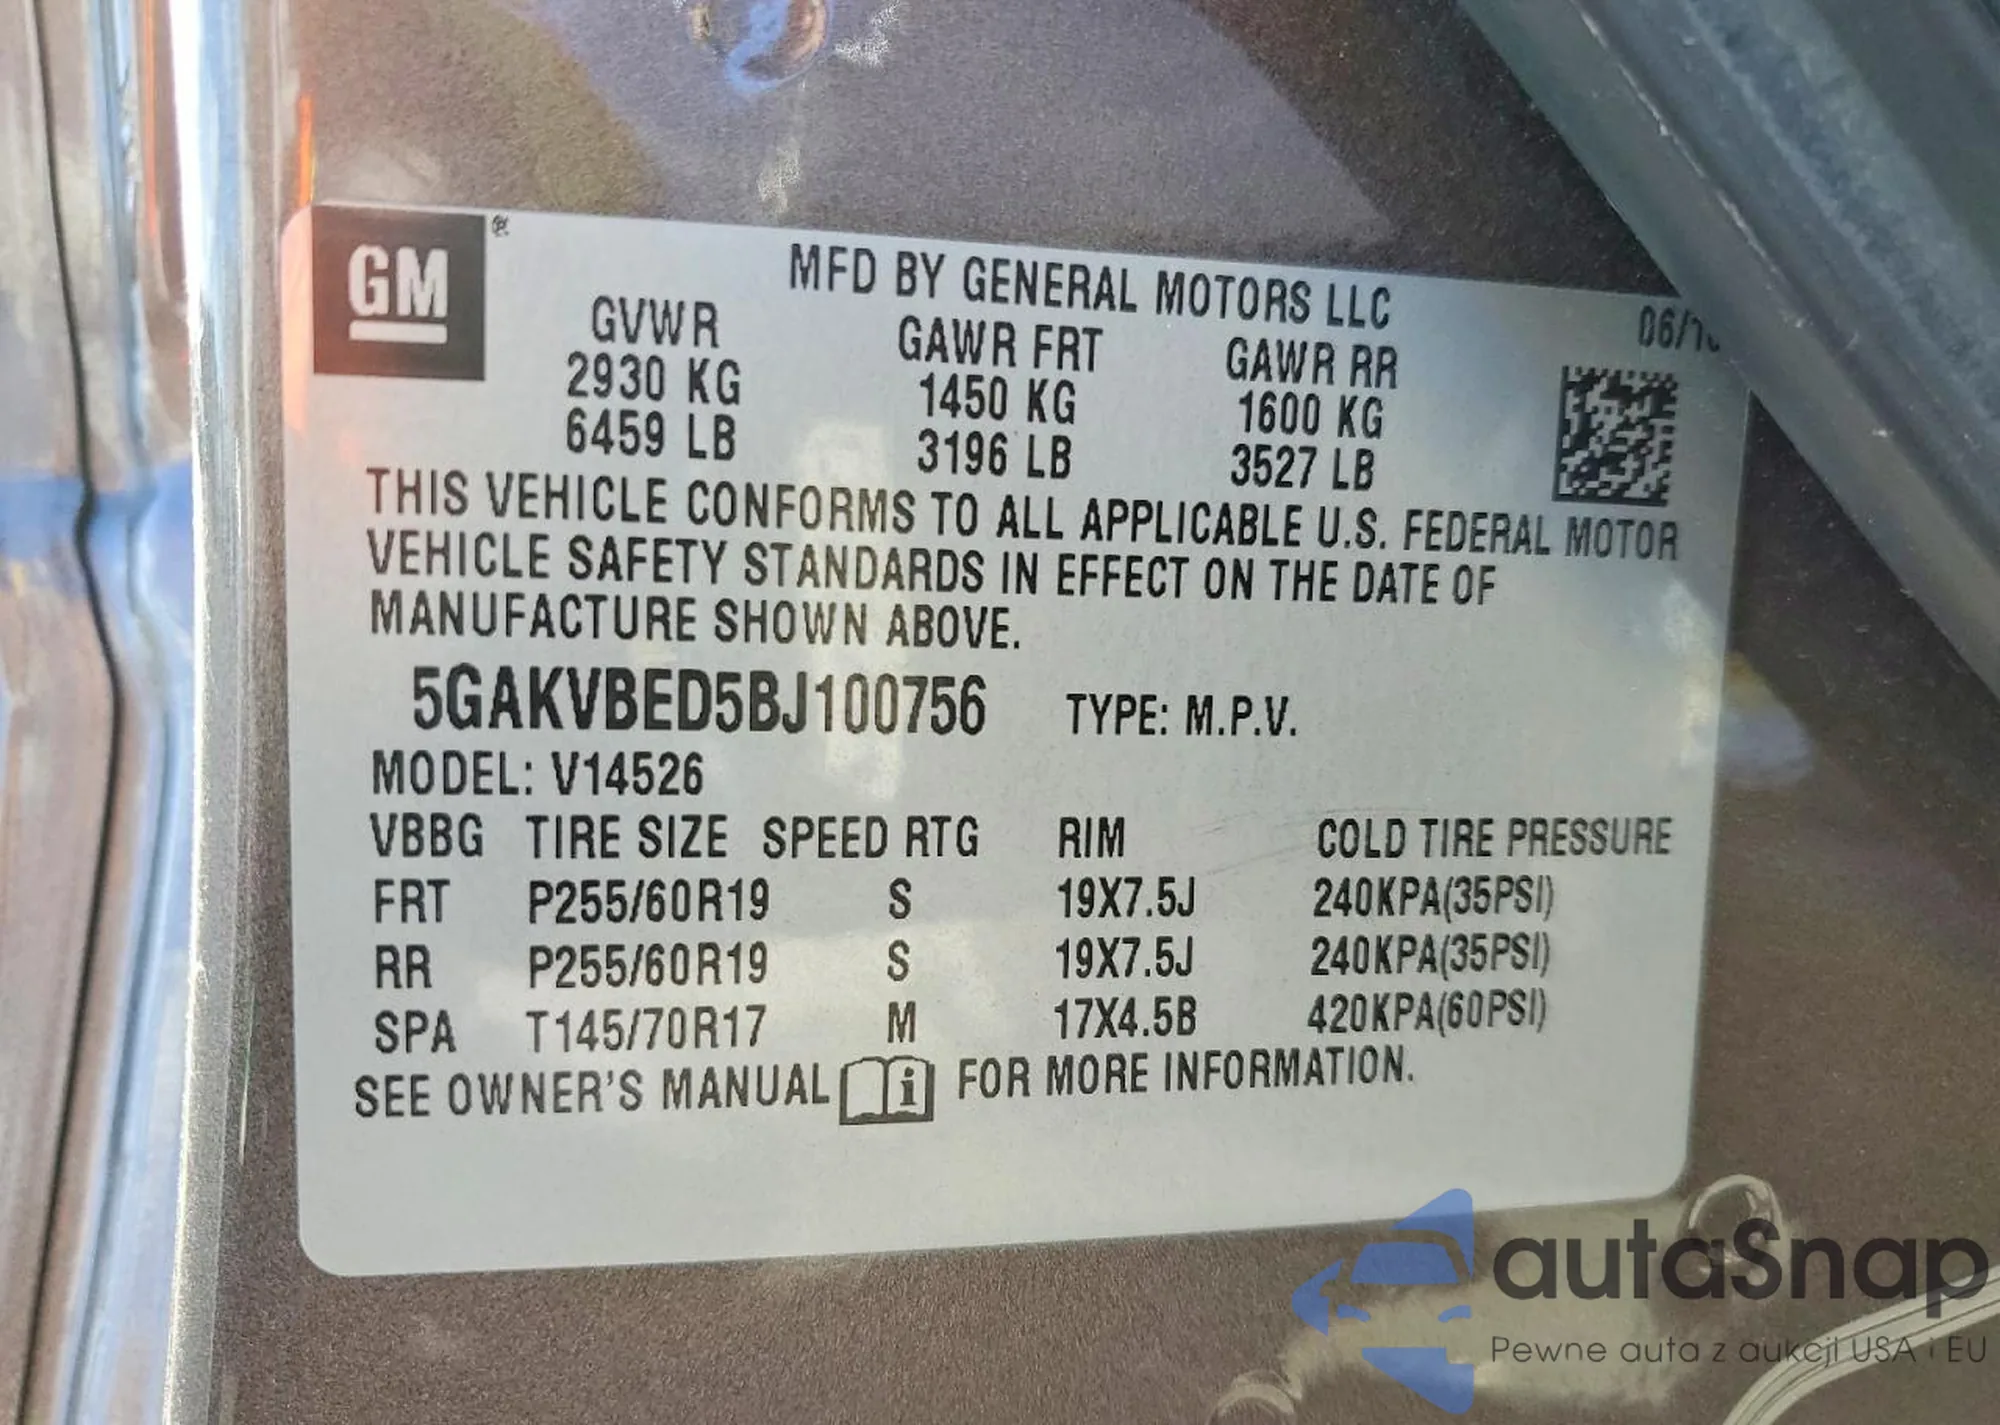 GM ®
MFD BY GENERAL MOTORS LLC
GVWR GAWR FRT GAWR RR
2930 KG 1450 KG 1600 KG
6459 LB 3196 LB 3527 LB
THIS VEHICLE CONFORMS TO ALL APPLICABLE U.S. FEDERAL MOTOR
VEHICLE SAFETY STANDARDS IN EFFECT ON THE DATE OF
MANUFACTURE SHOWN ABOVE.
5GAKVBED5BJ100756 TYPE: M.P.V.
MODEL: V14526
VBBG TIRE SIZE SPEED RTG RIM COLD TIRE PRESSURE
FRT P255/60R19 S 19X7.5J 240KPA(35PSI)
RR P255/60R19 S 19X7.5J 240KPA(35PSI)
SPA T145/70R17 M 17X4.5B 420KPA(60PSI)
SEE OWNER'S MANUAL i FOR MORE INFORMATION.
autaSnap
Pewne auta z aukcji USA i EU